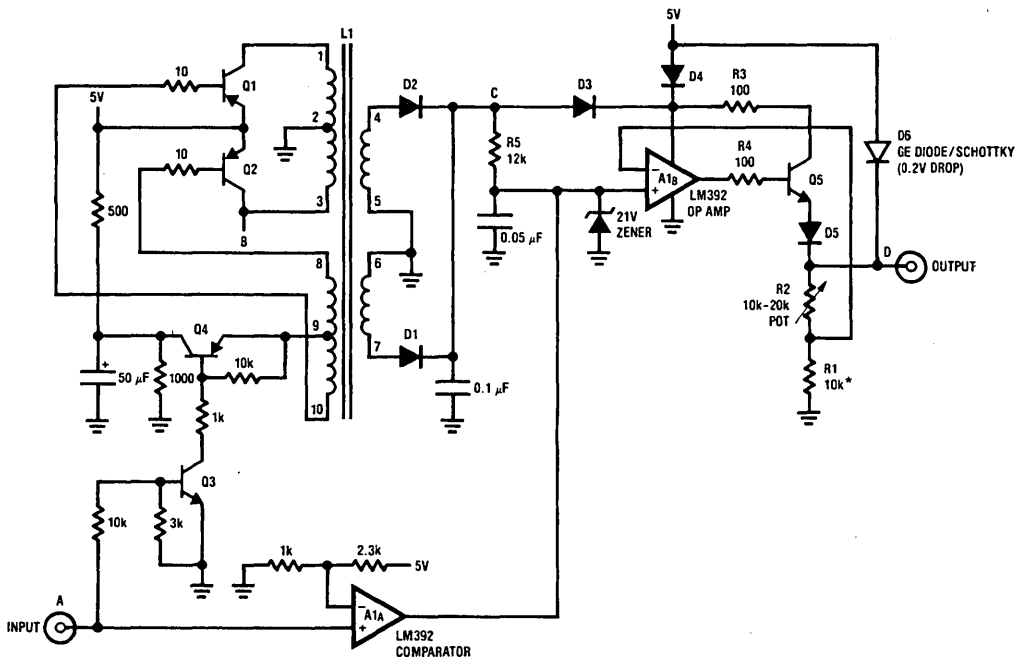 L1
5V
1
10
Q1
D4
R3
100
D2
C
D3
5V
2
4
R5
12k
D6
GE DIODE/SCHOTTKY
(0.2V DROP)
10
Q2
R4
100
−
A1B
+
Q5
LM392
OP AMP
3
5
500
B
21V
ZENER
0.05 µF
D5
D
OUTPUT
8
6
R2
10k-20k
POT
Q4
9
7
D1
+
50 µF
1000
10k
R1
10k*
0.1 µF
10
1k
Q3
10k
3k
1k
2.3k
5V
A
−
A1A
+
INPUT
LM392
COMPARATOR